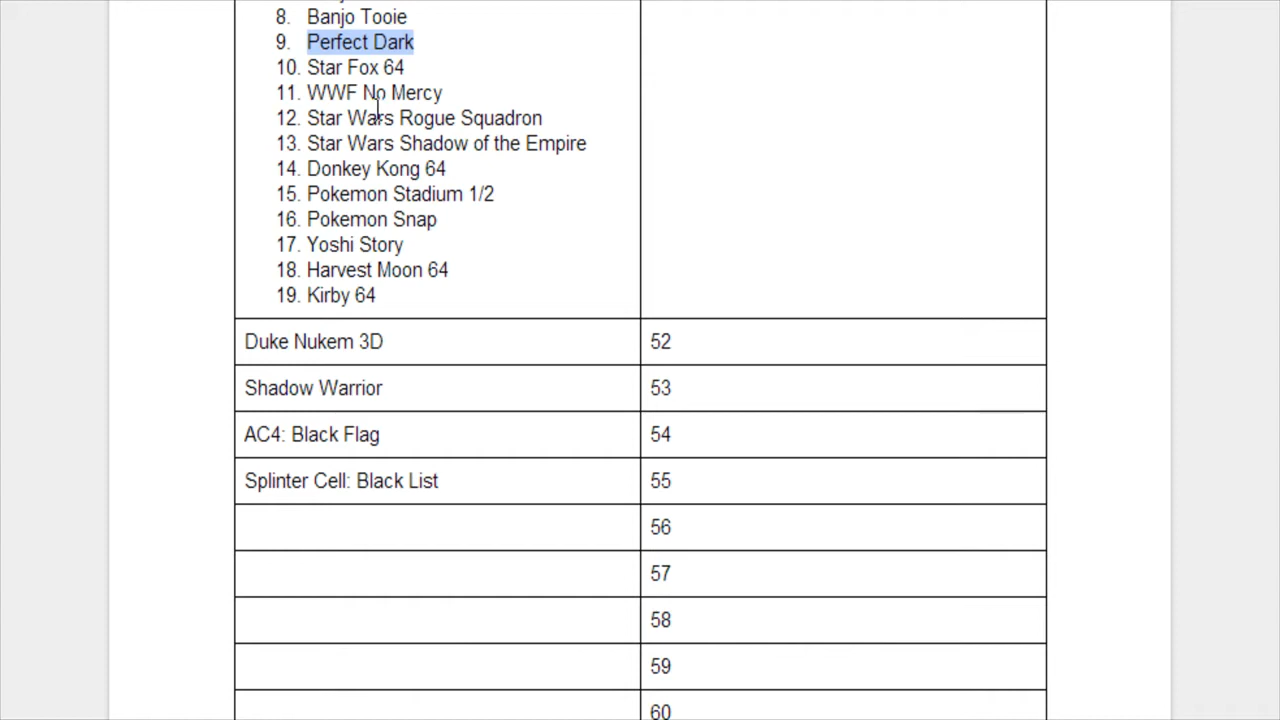 8. Banjo Tooie
9. Perfect Dark
10. Star Fox 64
11. WWF No Mercy
12. Star Wars Rogue Squadron
13. Star Wars Shadow of the Empire
14. Donkey Kong 64
15. Pokemon Stadium 1/2
16. Pokemon Snap
17. Yoshi Story
18. Harvest Moon 64
19. Kirby 64
Duke Nukem 3D 52
Shadow Warrior 53
AC4: Black Flag 54
Splinter Cell: Black List 55
56
57
58
59
60